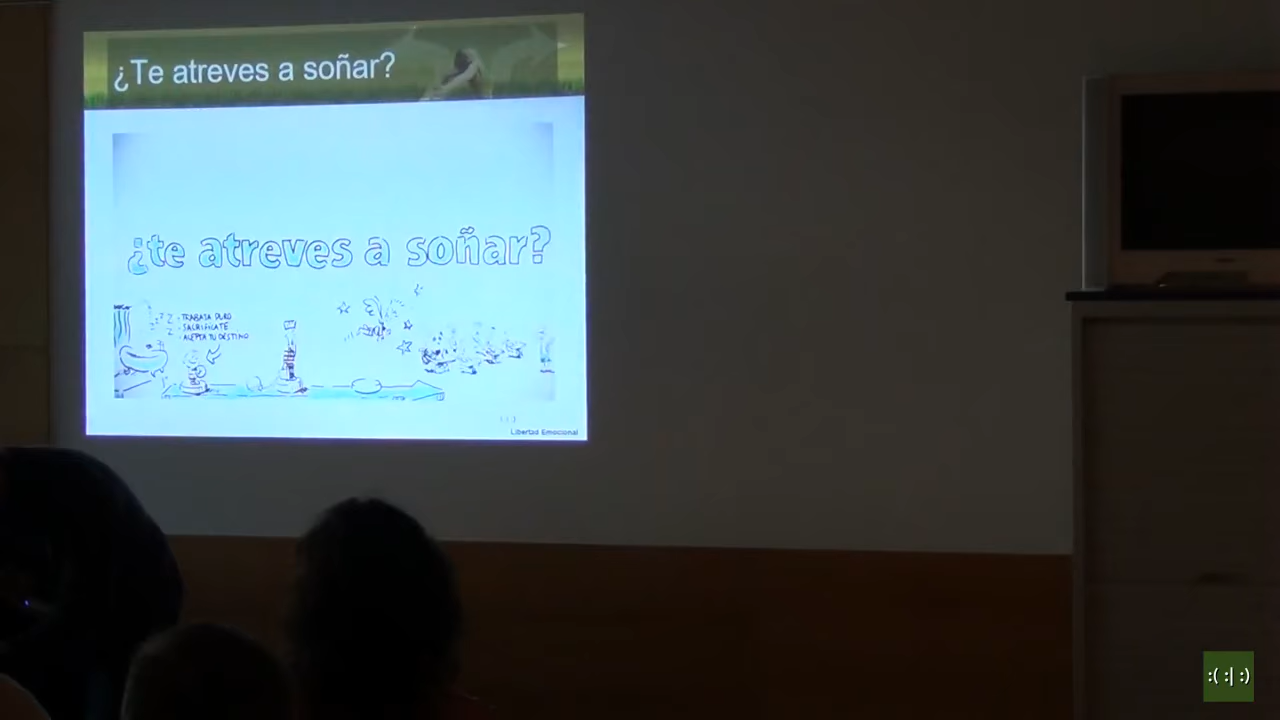 ¿Te atreves a soñar?
¿te atreves a soñar?
- TRABAJA DURO
- SACRIFÍCATE
- ACEPTA TU DESTINO
Libertad Emocional
:( :| :)